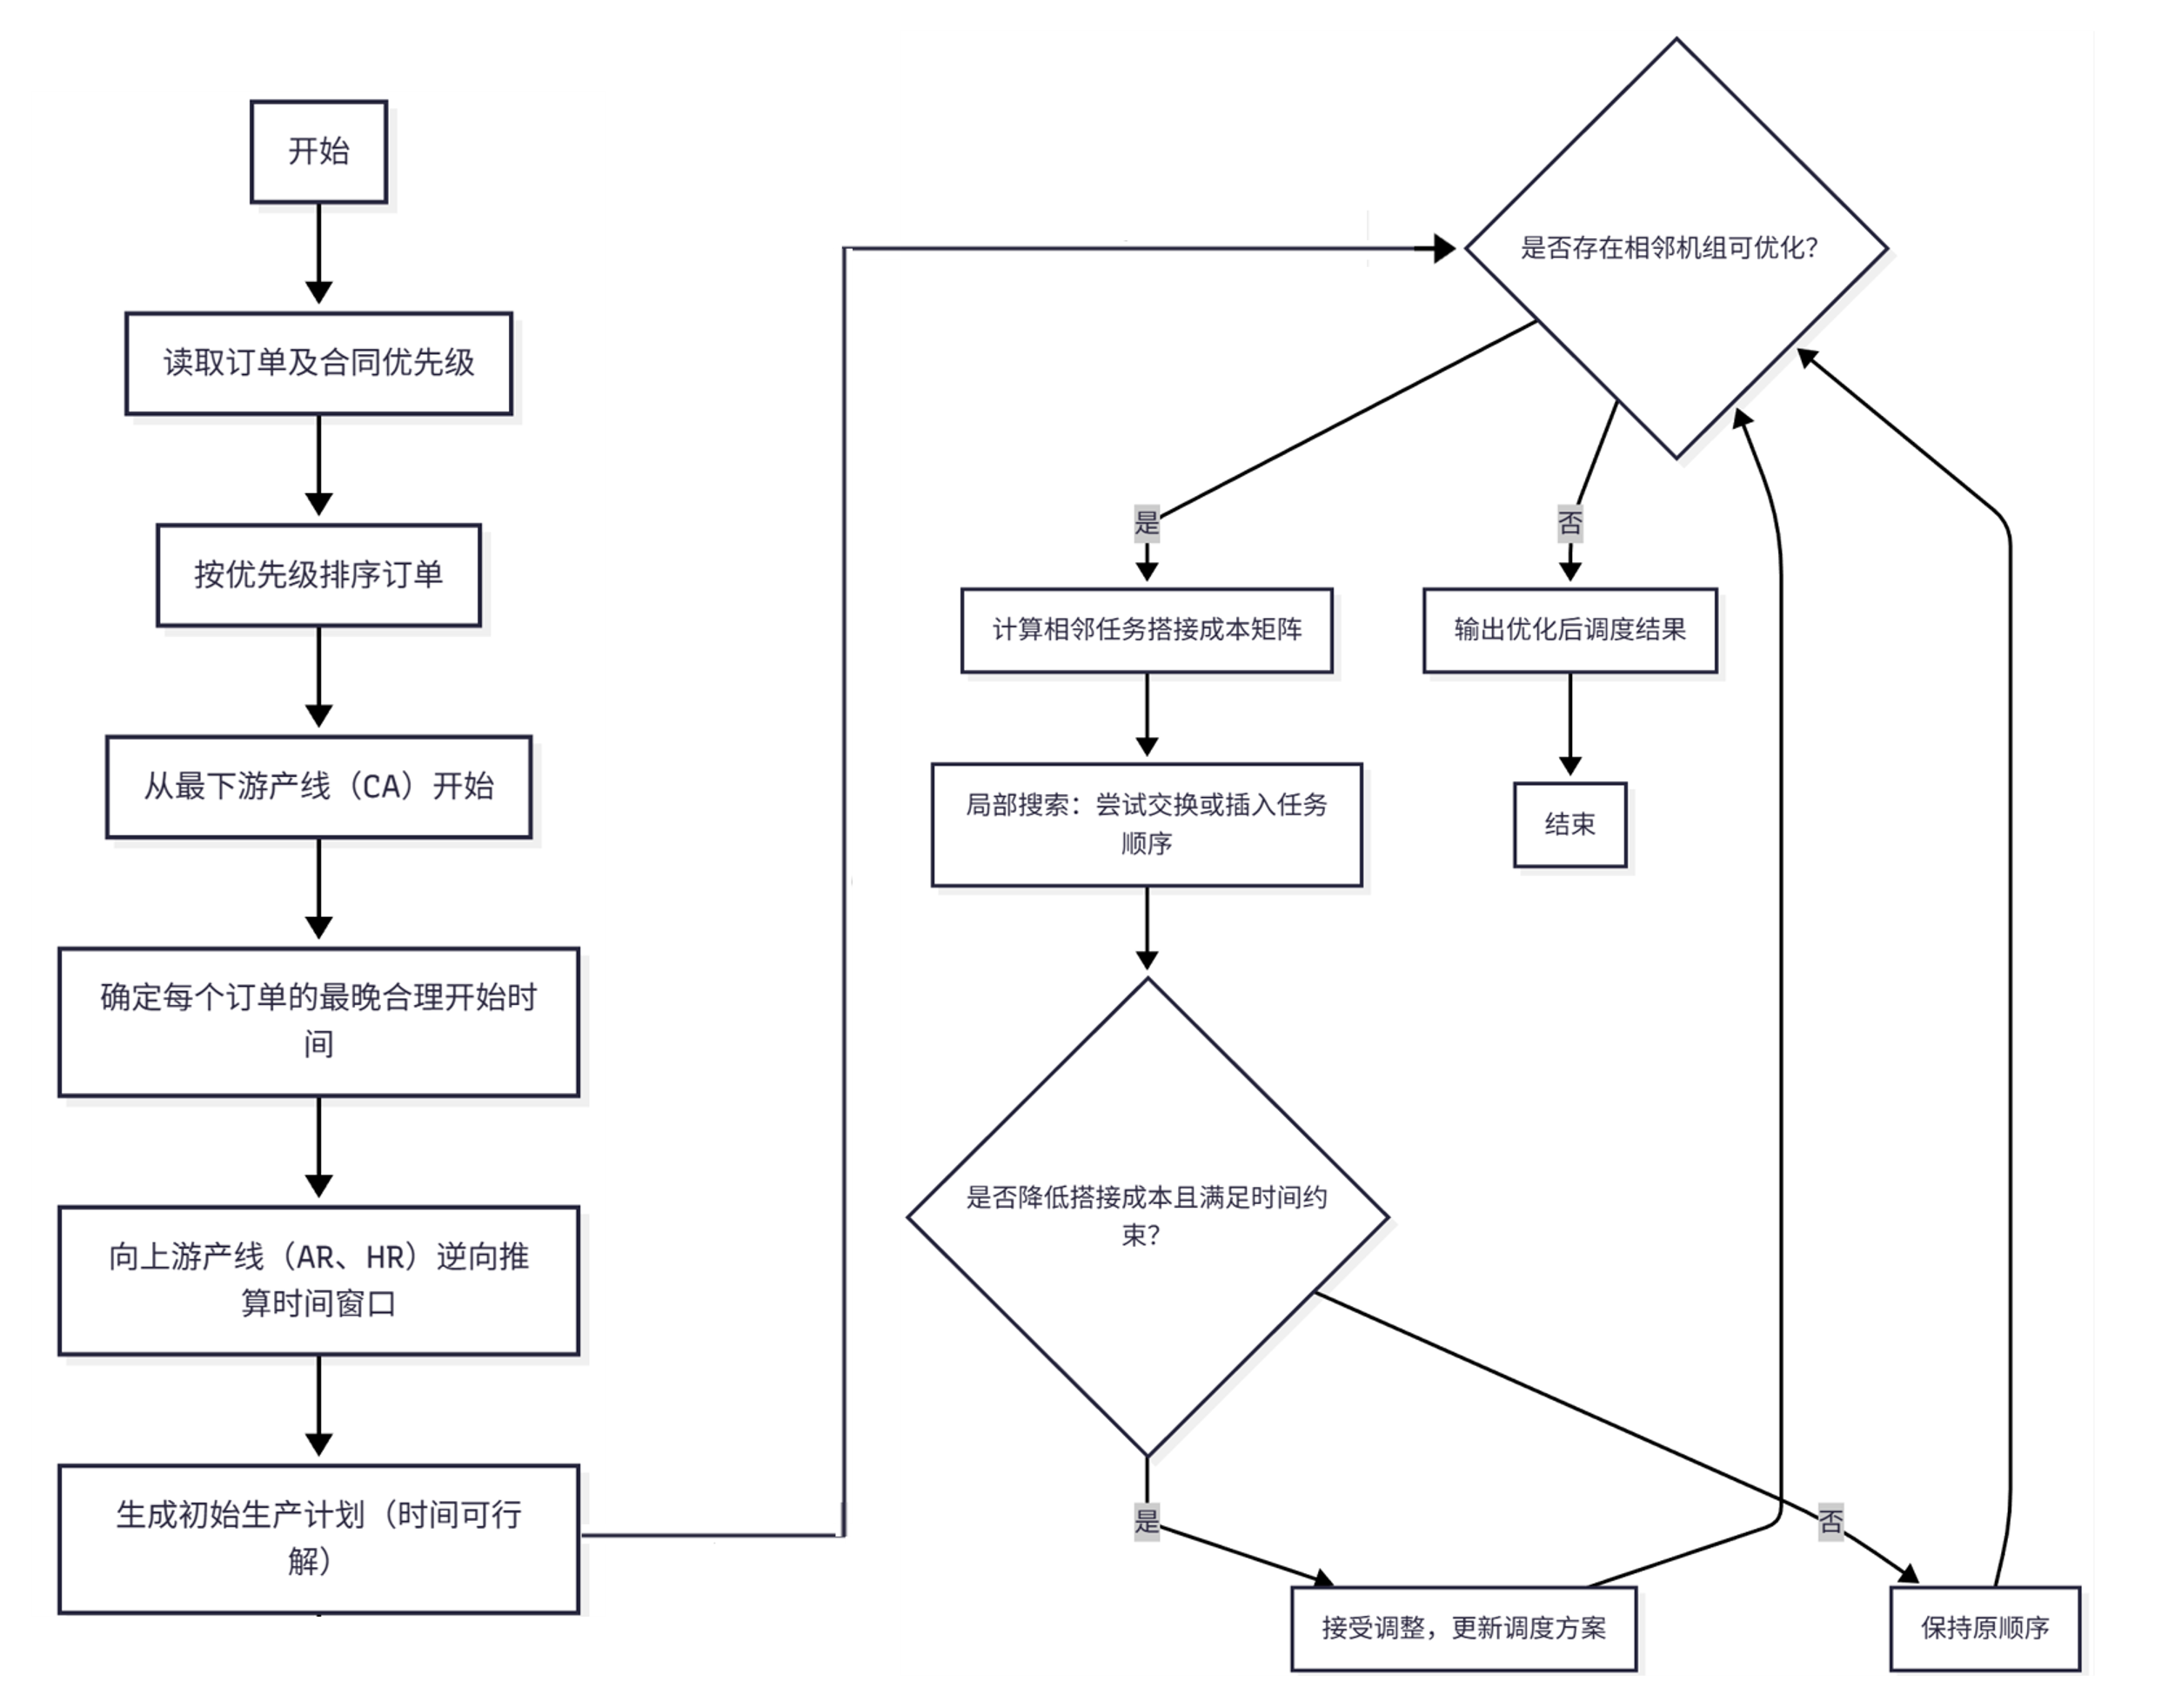 开始
读取订单及合同优先级
按优先级排序订单
从最下游产线（CA）开始
确定每个订单的最晚合理开始时
间
向上游产线（AR、HR）逆向推
算时间窗口
生成初始生产计划（时间可行
解）
是否存在相邻机组可优化？
是
否
计算相邻任务搭接成本矩阵
输出优化后调度结果
局部搜索：尝试交换或插入任务
顺序
结束
是否降低搭接成本且满足时间约
束？
是
否
接受调整，更新调度方案
保持原顺序